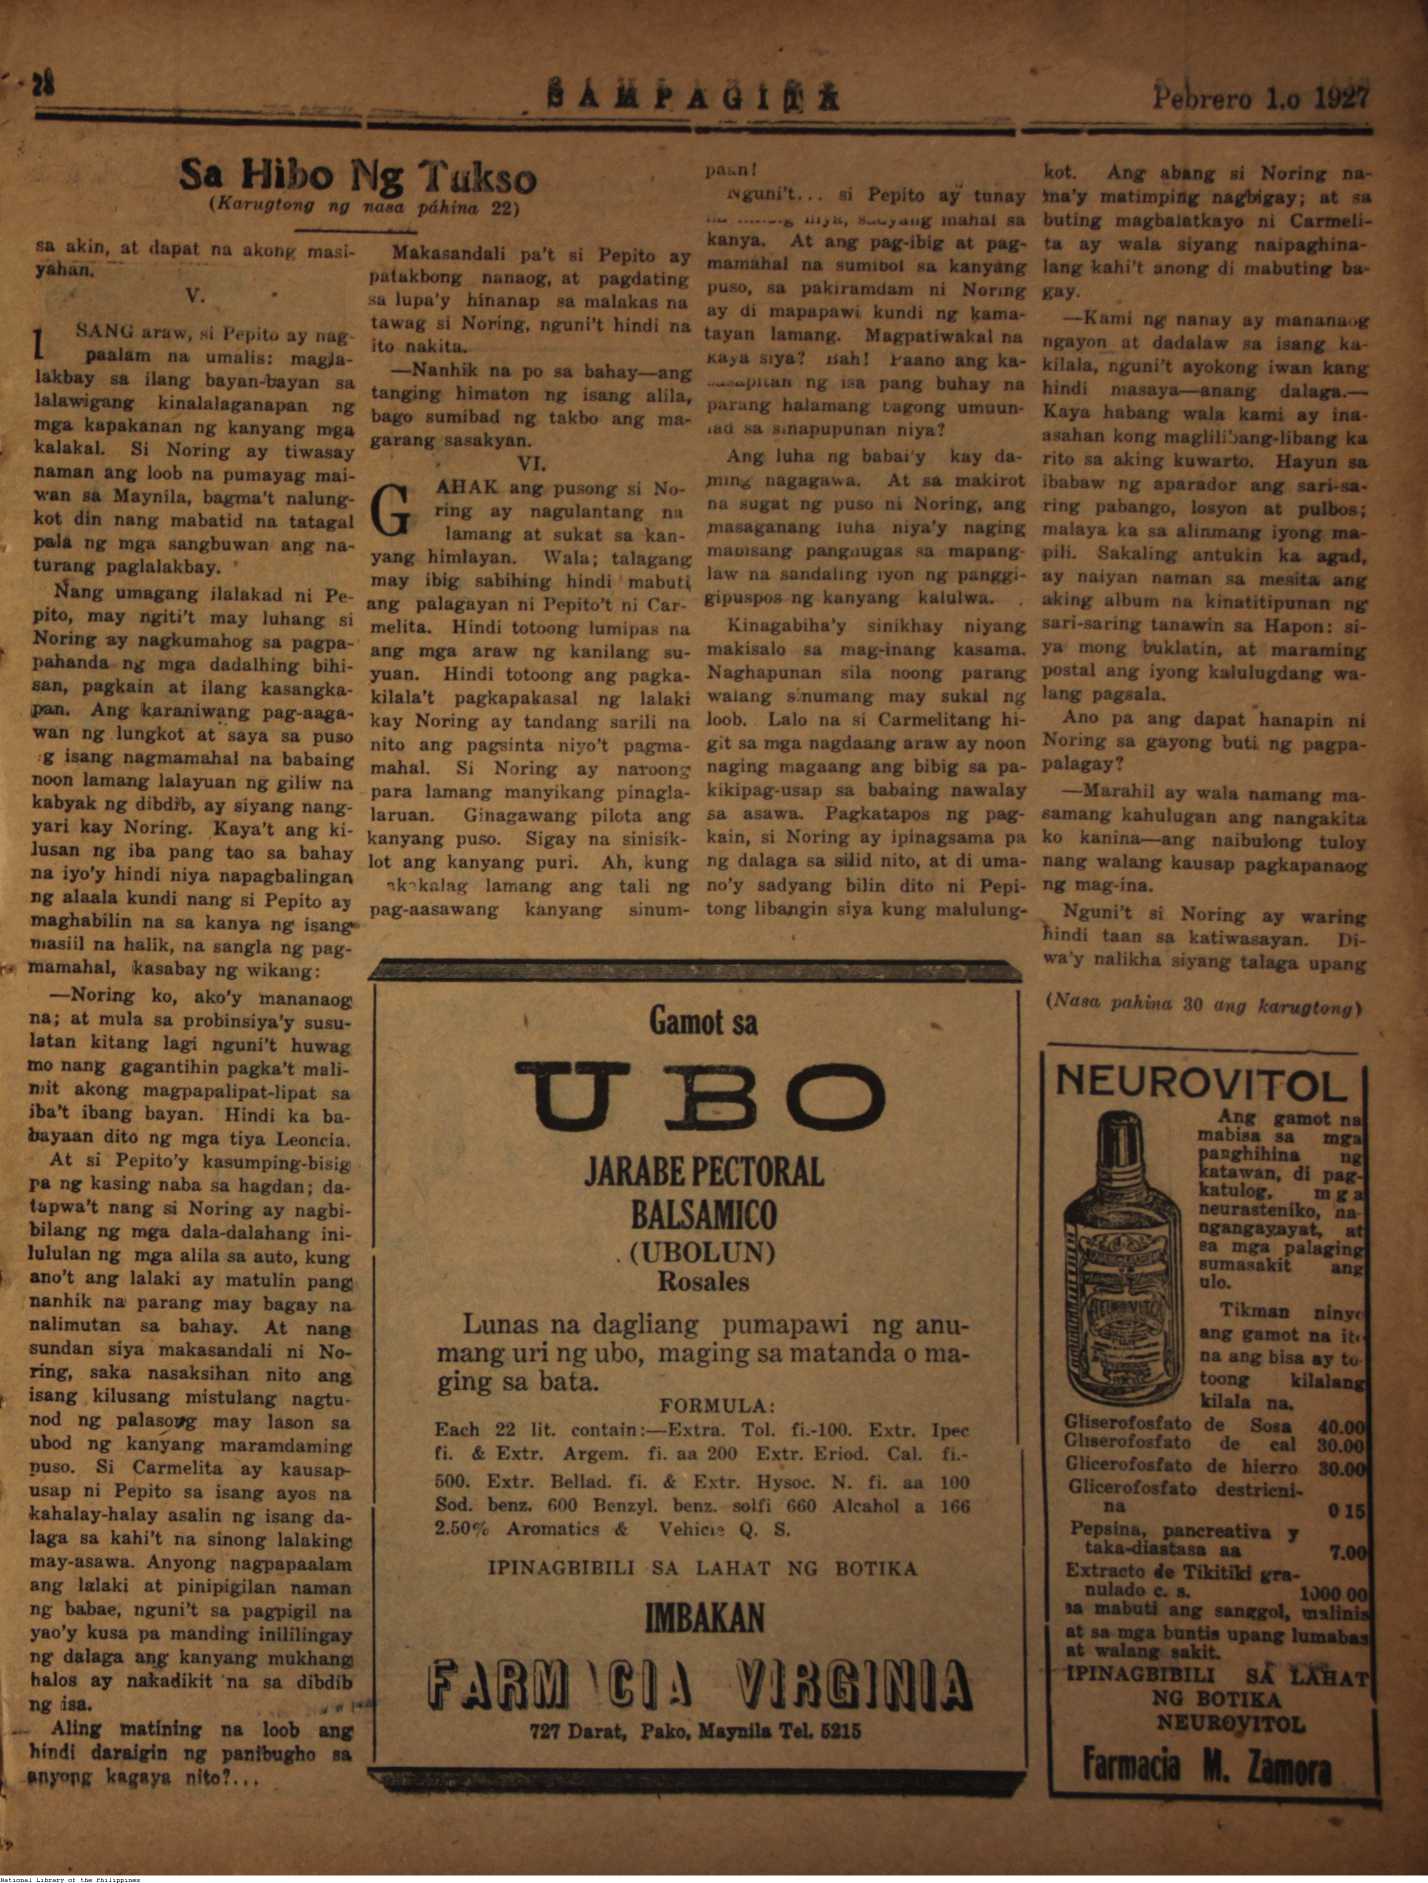 28
SAMPAGITA
Pebrero 1.o 1927
Sa Hibo Ng Tukso
(Karugtong ng nasa páhina 22)
sa akin, at dapat na akong masi-
yahan.
V.
ISANG araw, si Pepito ay nag-
paalam na umalis: magla-
lakbay sa ilang bayan-bayan sa
lalawigang kinalalaganapan ng
mga kapakanan ng kanyang mga
kalakal. Si Noring ay tiwasay
naman ang loob na pumayag mai-
wan sa Maynila, bagma't nalung-
kot din nang mabatid na tatagal
pala ng mga sangbuwan ang na-
turang paglalakbay.
Nang umagang ilalakad ni Pe-
pito, may ngiti't may luhang si
Noring ay nagkumahog sa pagpa-
pahanda ng mga dadalhing bihi-
san, pagkain at ilang kasangka-
pan. Ang karaniwang pag-aaga-
wan ng lungkot at saya sa puso
g isang nagmamahal na babaing
noon lamang lalayuan ng giliw na
kabyak ng dibdib, ay siyang nang-
yari kay Noring. Kaya't ang ki-
lusan ng iba pang tao sa bahay
na iyo'y hindi niya napagbalingan
ng alaala kundi nang si Pepito ay
maghabilin na sa kanya ng isang
masiil na halik, na sangla ng pag-
mamahal, kasabay ng wikang:
—Noring ko, ako'y mananaog
na; at mula sa probinsiya'y susu-
latan kitang lagi nguni't huwag
mo nang gagantihin pagka't mali-
mit akong magpapalipat-lipat sa
iba't ibang bayan. Hindi ka ba-
bayaan dito ng mga tiya Leoncia.
At si Pepito'y kasumping-bisig
pa ng kasing naba sa hagdan; da-
tapwa't nang si Noring ay nagbi-
bilang ng mga dala-dalahang ini-
lululan ng mga alila sa auto, kung
ano't ang lalaki ay matulin pang
nanhik na parang may bagay na
nalimutan sa bahay. At nang
sundan siya makasandali ni No-
ring, saka nasaksihan nito ang
isang kilusang mistulang nagtu-
nod ng palasong may lason sa
ubod ng kanyang maramdaming
puso. Si Carmelita ay kausap-
usap ni Pepito sa isang ayos na
kahalay-halay asalin ng isang da-
laga sa kahi't na sinong lalaking
may-asawa. Anyong nagpapaalam
ang lalaki at pinipigilan naman
ng babae, nguni't sa pagpigil na
yao'y kusa pa manding inililingay
ng dalaga ang kanyang mukhang
halos ay nakadikit na sa dibdib
ng isa.
Aling matining na loob ang
hindi daraigin ng panibugho sa
anyong kagaya nito?...
Makasandali pa't si Pepito ay
patakbong nanaog, at pagdating
sa lupa'y hinanap sa malakas na
tawag si Noring, nguni't hindi na
ito nakita.
—Nanhik na po sa bahay—ang
tanging himaton ng isang alila,
bago sumibad ng takbo ang ma-
garang sasakyan.
VI.
GAHAK ang pusong si No-
ring ay nagulantang na
lamang at sukat sa kan-
yang himlayan. Wala; talagang
may ibig sabihing hindi mabuti
ang palagayan ni Pepito't ni Car-
melita. Hindi totoong lumipas na
ang mga araw ng kanilang su-
yuan. Hindi totoong ang pagka-
kilala't pagkapakasal ng lalaki
kay Noring ay tandang sarili na
nito ang pagsinta niyo't pagma-
mahal. Si Noring ay naroong
para lamang manyikang pinagla-
laruan. Ginagawang pilota ang
kanyang puso. Sigay na sinisik-
lot ang kanyang puri. Ah, kung
lamang ang tali ng
pag-aasawang kanyang sinum-
paan!
Nguni't... si Pepito ay tunay
mahal sa
kanya. At ang pag-ibig at pag-
mamahal na sumibol sa kanyang
puso, sa pakiramdam ni Noring
ay di mapapawi kundi ng kama-
tayan lamang. Magpatiwakal na
kaya siya? Bah! Paano ang ka-
ng isa pang buhay na
parang halamang bagong umuun-
lad sa sinapupunan niya?
Ang luha ng babai'y kay da-
ming nagagawa. At sa makirot
na sugat ng puso ni Noring, ang
masaganang luha niya'y naging
mabisang panghugas sa mapang-
law na sandaling iyon ng panggi-
gipuspos ng kanyang kalulwa.
Kinagabiha'y sinikhay niyang
makisalo sa mag-inang kasama.
Naghapunan sila noong parang
walang sinumang may sukal ng
loob. Lalo na si Carmelitang hi-
git sa mga nagdaang araw ay noon
naging magaang ang bibig sa pa-
kikipag-usap sa babaing nawalay
sa asawa. Pagkatapos ng pag-
kain, si Noring ay ipinagsama pa
ng dalaga sa silid nito, at di uma-
no'y sadyang bilin dito ni Pepi-
tong libangin siya kung malulung-
kot. Ang abang si Noring na-
ma'y matimping nagbigay; at sa
buting magbalatkayo ni Carmeli-
ta ay wala siyang naipaghina-
lang kahi't anong di mabuting ba-
gay.
—Kami ng nanay ay mananaog
ngayon at dadalaw sa isang ka-
kilala, nguni't ayokong iwan kang
hindi masaya—anang dalaga.—
Kaya habang wala kami ay ina-
asahan kong maglilibang-libang ka
rito sa aking kuwarto. Hayun sa
ibabaw ng aparador ang sari-sa-
ring pabango, losyon at pulbos;
malaya ka sa alinmang iyong ma-
pili. Sakaling antukin ka agad,
ay naiyan naman sa mesita ang
aking album na kinatitipunan ng
sari-saring tanawin sa Hapon: si-
ya mong buklatin, at maraming
postal ang iyong kalulugdang wa-
lang pagsala.
Ano pa ang dapat hanapin ni
Noring sa gayong buti ng pagpa-
palagay?
—Marahil ay wala namang ma-
samang kahulugan ang nangakita
ko kanina—ang naibulong tuloy
nang walang kausap pagkapanaog
ng mag-ina.
Nguni't si Noring ay waring
hindi taan sa katiwasayan. Di-
wa'y nalikha siyang talaga upang
(Nasa pahina 30 ang karugtong)
Gamot sa
UBO
JARABE PECTORAL
BALSAMICO
(UBOLUN)
Rosales
Lunas na dagliang pumapawi ng anu-
mang uri ng ubo, maging sa matanda o ma-
ging sa bata.
FORMULA:
Each 22 lit. contain:—Extra. Tol. fi.-100. Extr. Ipec
fi. & Extr. Argem. fi. aa 200 Extr. Eriod. Cal. fi.-
500. Extr. Bellad. fi. & Extr. Hysoc. N. fi. aa 100
Sod. benz. 600 Benzyl. benz. solfi 660 Alcahol a 166
2.50% Aromatics & Vehicle Q. S.
IPINAGBIBILI SA LAHAT NG BOTIKA
IMBAKAN
FARMACIA VIRGINIA
727 Darat, Pako, Maynila Tel. 5215
NEUROVITOL
Ang gamot na
mabisa sa mga
panghihina ng
katawan, di pag-
katulog, mga
neurasteniko, na-
ngangayayat, at
sa mga palaging
sumasakit ang
ulo.
Tikman ninyo
ang gamot na ito
na ang bisa ay to-
toong kilalang
kilala na.
NEUROVITOL
Gliserofosfato de Sosa 40.00
Gliserofosfato de cal 30.00
Glicerofosfato de hierro 30.00
Glicerofosfato destricni-
na 0 15
Pepsina, pancreativa y
taka-diastasa aa 7.00
Extracto de Tikitiki gra-
nulado c. s. 1000 00
sa mabuti ang sanggol, malinis
at sa mga buntis upang lumabas
at walang sakit.
IPINAGBIBILI SA LAHAT
NG BOTIKA
NEUROVITOL
Farmacia M. Zamora
National Library of the Philippines